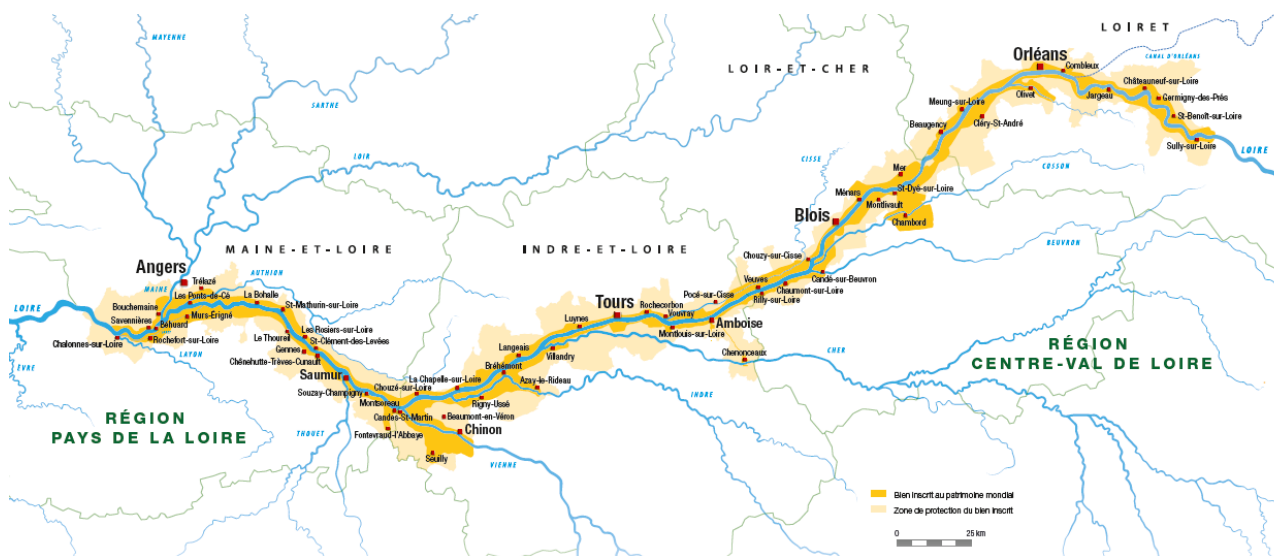 LOIRET
MAYENNE
Orléans
CANAL D'ORLÉANS
Combleux
LOIR-ET-CHER
Châteauneuf-sur-Loire
Olivet
Jargeau
Germigny-des-Prés
SARTHE
Meung-sur-Loire
St-Benoît-sur-Loire
Cléry-St-André
Beaugency
Sully-sur-Loire
LOIRE
LOIR
CISSE
COSSON
Mer
Ménars
St-Dyé-sur-Loire
Montlivault
Blois
Chambord
MAINE-ET-LOIRE
INDRE-ET-LOIRE
BEUVRON
Chouzy-sur-Cisse
Angers
AUTHION
Candé-sur-Beuvron
Trélazé
MAINE
Veuves
Chaumont-sur-Loire
Les Ponts-de-Cé
La Bohalle
Pocé-sur-Cisse
Rilly-sur-Loire
Tours
Rochecorbon
LOIRE
Bouchemaine
St-Mathurin-sur-Loire
Vouvray
Murs-Érigné
Amboise
Savennières
Béhuard
Luynes
Montlouis-sur-Loire
Les Rosiers-sur-Loire
Le Thoureil
St-Clément-des-Levées
Chalonnes-sur-Loire
Rochefort-sur-Loire
RÉGION
CENTRE-VAL DE LOIRE
Gennes
Langeais
Villandry
LAYON
Chênehutte-Trèves-Cunault
Chenonceaux
CHER
ÈVRE
Bréhémont
Saumur
La Chapelle-sur-Loire
Azay-le-Rideau
Chouzé-sur-Loire
Souzay-Champigny
INDRE
Montsoreau
Rigny-Ussé
RÉGION
PAYS DE LA LOIRE
Candes-St-Martin
Beaumont-en-Véron
THOUET
Fontevraud-l'Abbaye
Chinon
Seuilly
VIENNE
Bien inscrit au patrimoine mondial
Zone de protection du bien inscrit
0 25 km